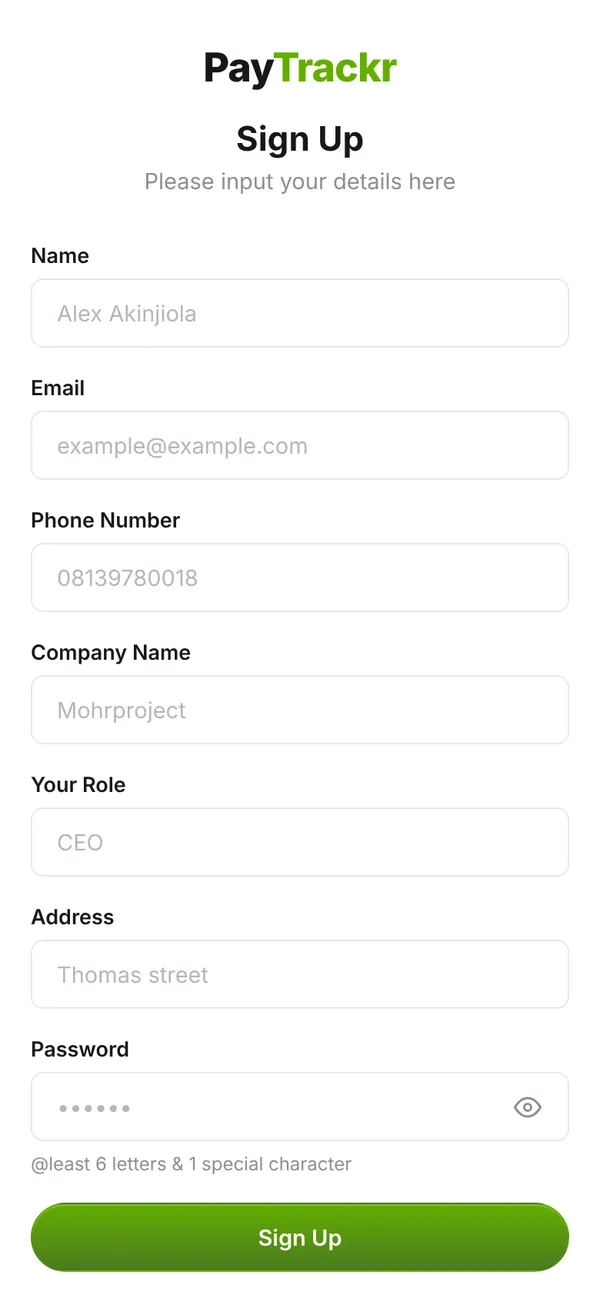 PayTrackr
Sign Up
Please input your details here
Name
Alex Akinjiola
Email
example@example.com
Phone Number
08139780018
Company Name
Mohrproject
Your Role
CEO
Address
Thomas street
Password
••••••
@least 6 letters & 1 special character
Sign Up